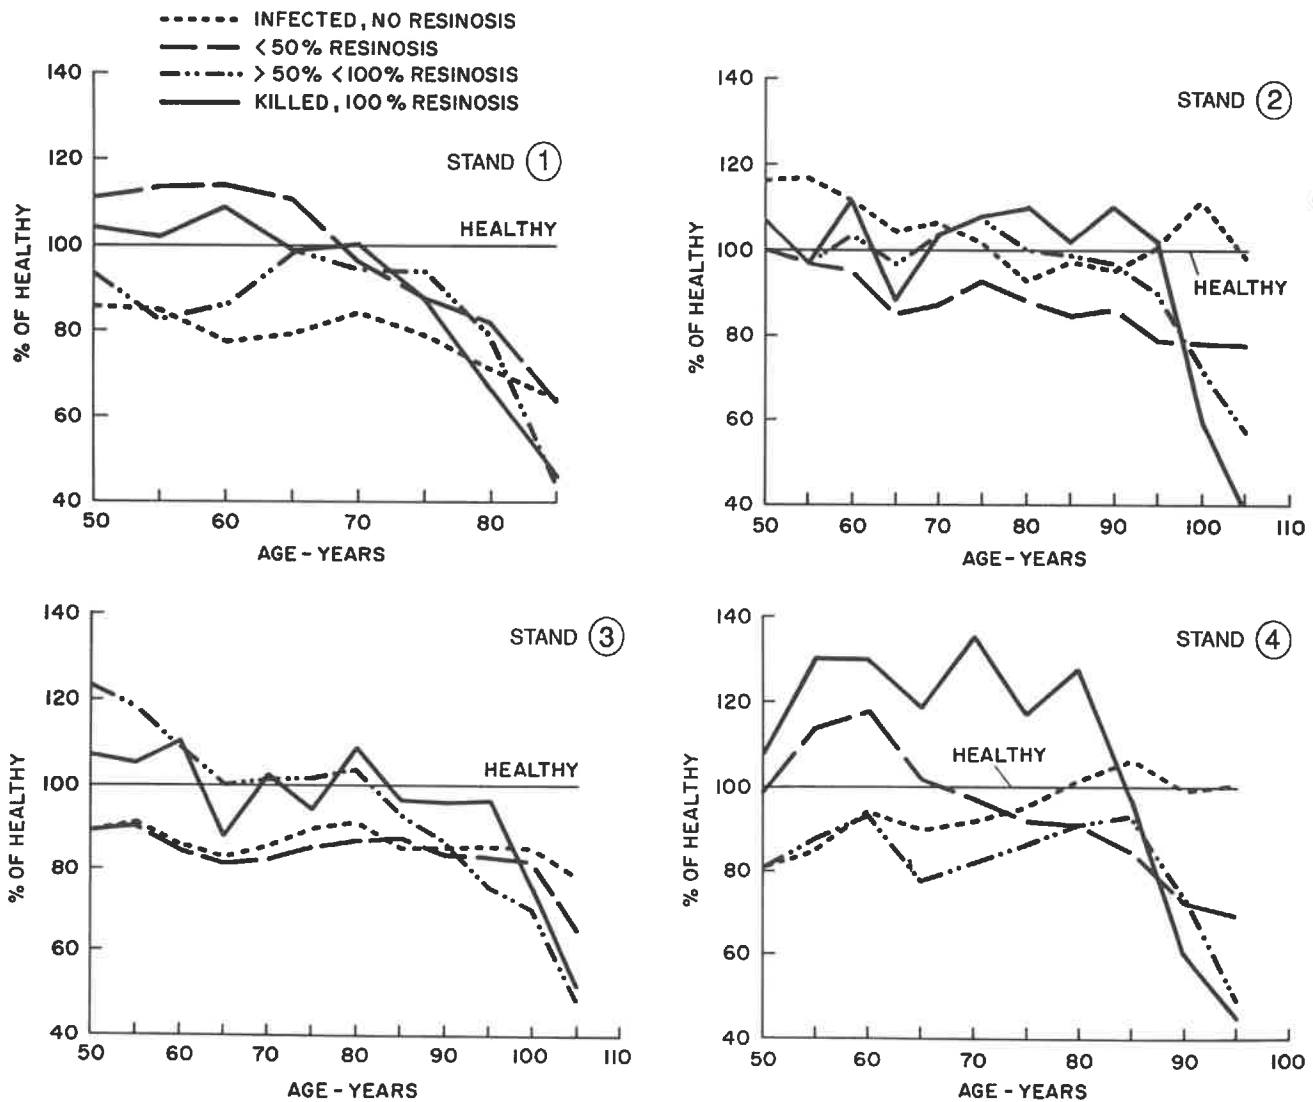 INFECTED, NO RESINOSIS
<50% RESINOSIS
>50% <100% RESINOSIS
KILLED, 100% RESINOSIS
STAND 1
HEALTHY
% OF HEALTHY
140
120
100
80
60
40
50 60 70 80
AGE - YEARS
STAND 2
HEALTHY
% OF HEALTHY
140
120
100
80
60
40
50 60 70 80 90 100 110
AGE - YEARS
STAND 3
HEALTHY
% OF HEALTHY
140
120
100
80
60
40
50 60 70 80 90 100 110
AGE - YEARS
STAND 4
HEALTHY
% OF HEALTHY
140
120
100
80
60
40
50 60 70 80 90 100
AGE - YEARS